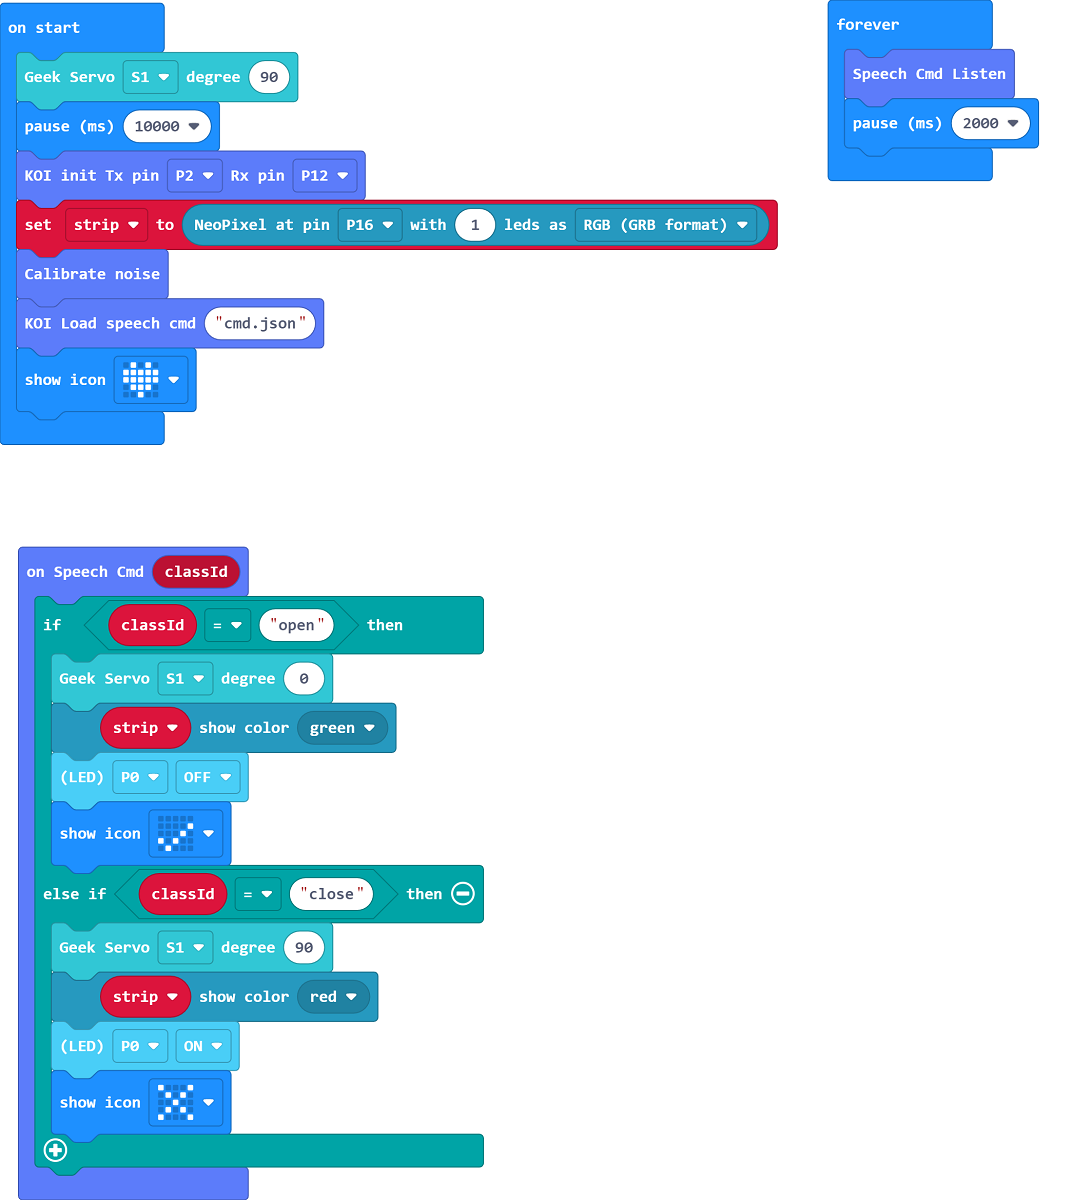 on start
Geek Servo S1 degree 90
pause (ms) 10000
KOI init Tx pin P2 Rx pin P12
set strip to NeoPixel at pin P16 with 1 leds as RGB (GRB format)
Calibrate noise
KOI Load speech cmd "cmd.json"
show icon
forever
Speech Cmd Listen
pause (ms) 2000
on Speech Cmd classId
if classId = "open" then
Geek Servo S1 degree 0
strip show color green
(LED) P0 OFF
show icon
else if classId = "close" then
Geek Servo S1 degree 90
strip show color red
(LED) P0 ON
show icon